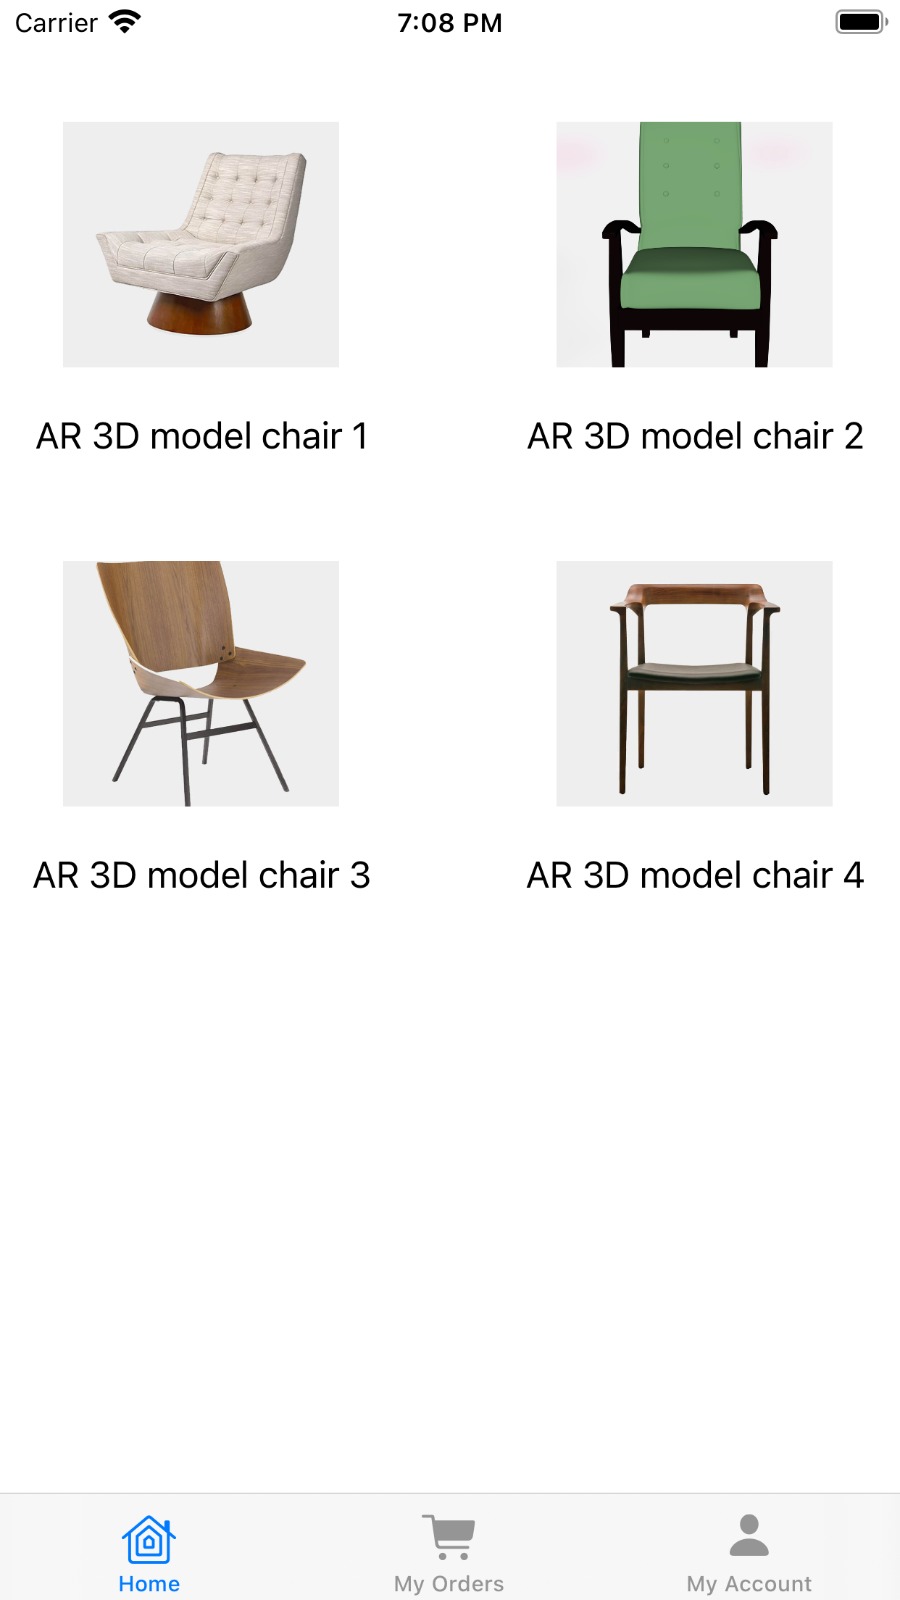 Carrier 7:08 PM
AR 3D model chair 1
AR 3D model chair 2
AR 3D model chair 3
AR 3D model chair 4
Home
My Orders
My Account